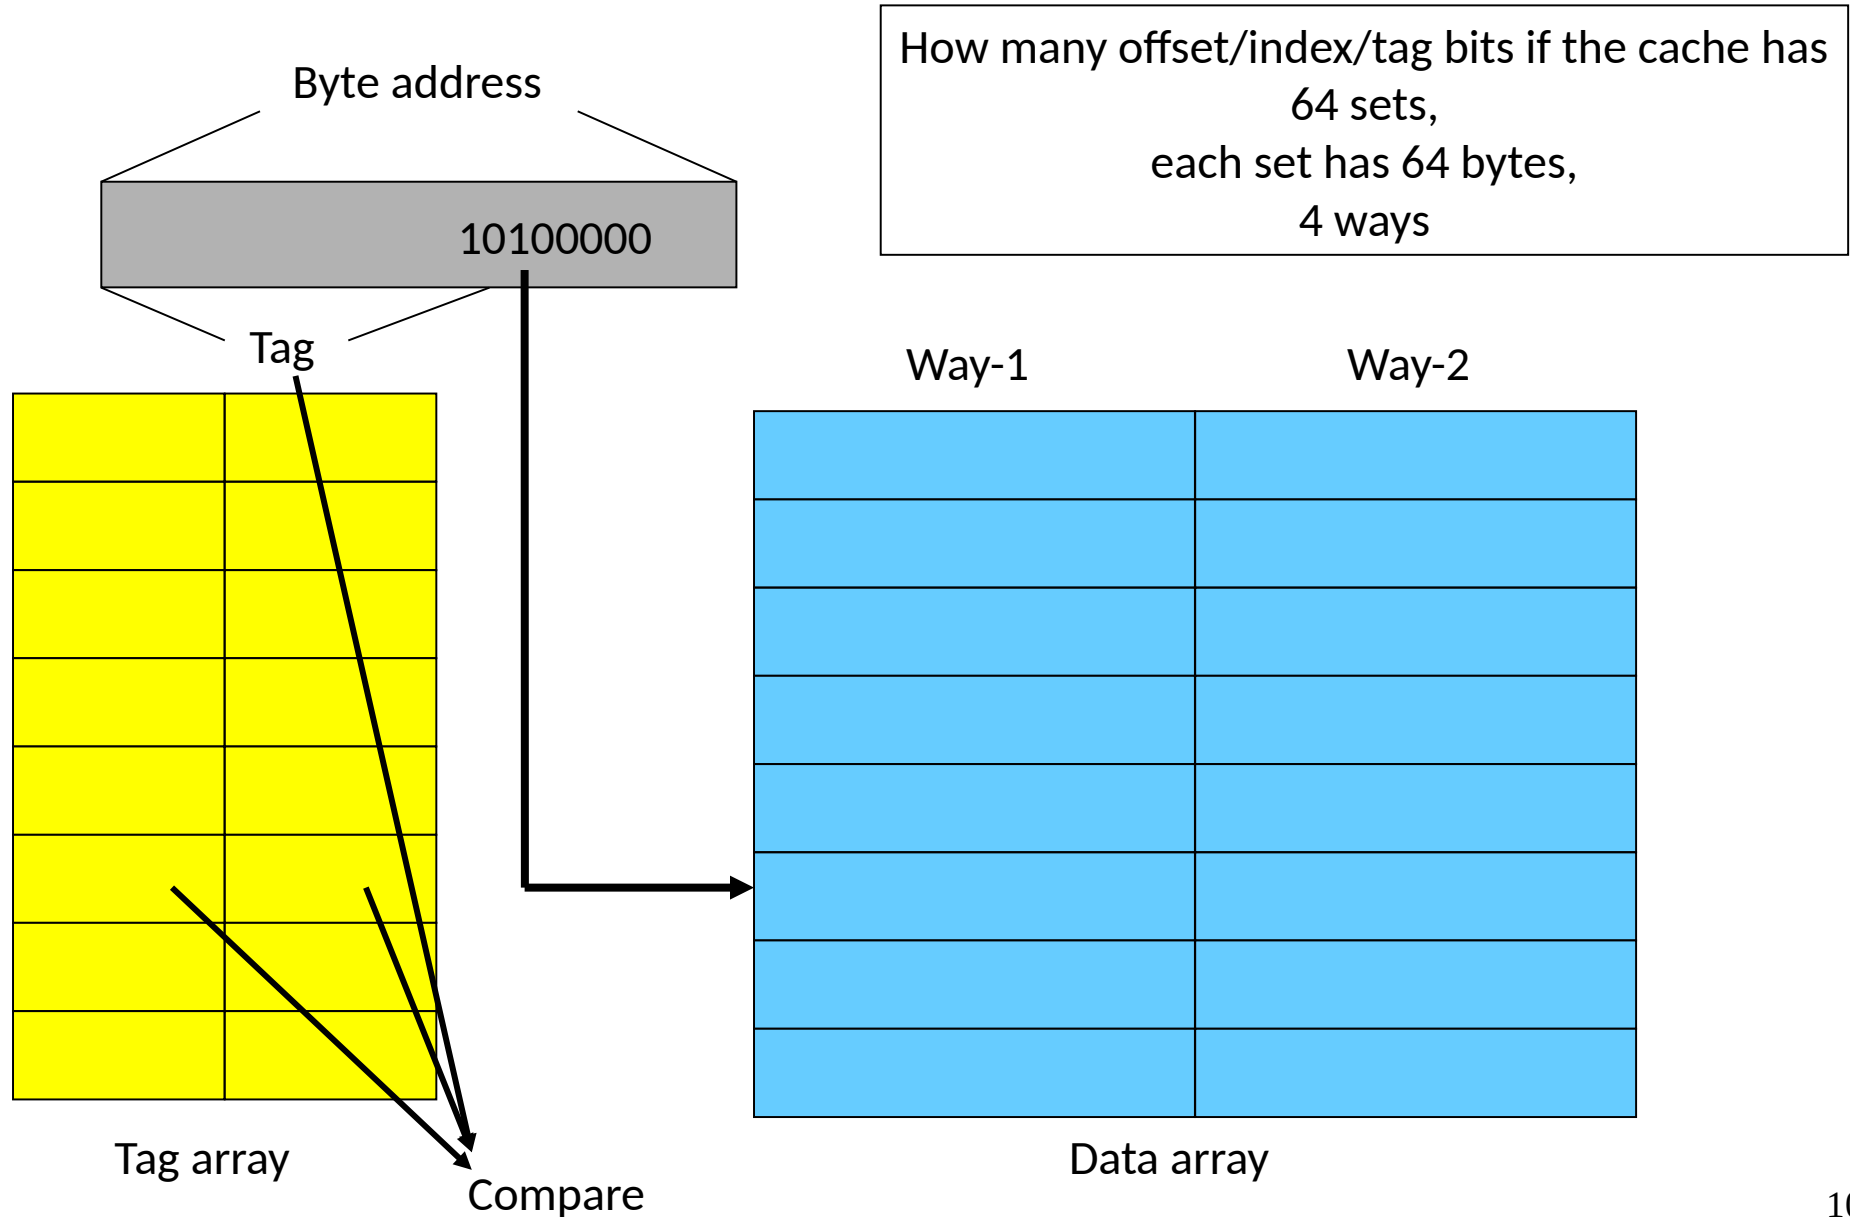 How many offset/index/tag bits if the cache has
64 sets,
each set has 64 bytes,
4 ways
Byte address
10100000
Tag
Way-1
Way-2
Tag array
Data array
Compare